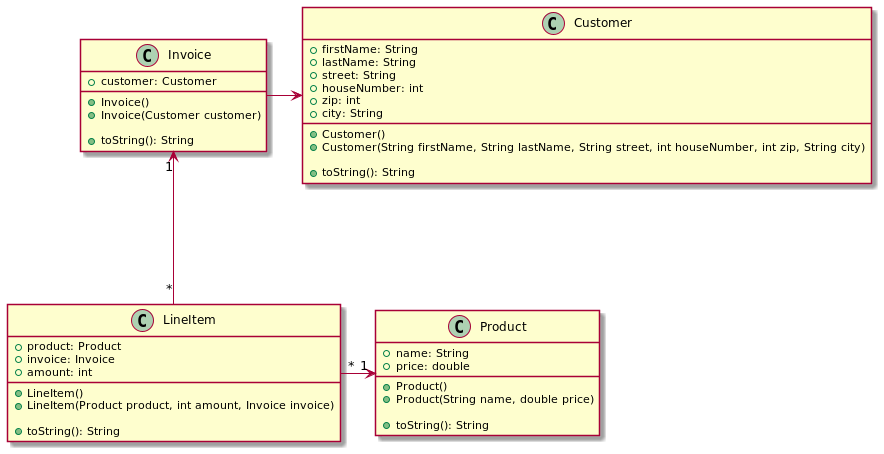 C Invoice
customer: Customer
Invoice()
Invoice(Customer customer)
toString(): String
C Customer
firstName: String
lastName: String
street: String
houseNumber: int
zip: int
city: String
Customer()
Customer(String firstName, String lastName, String street, int houseNumber, int zip, String city)
toString(): String
1
*
C LineItem
product: Product
invoice: Invoice
amount: int
LineItem()
LineItem(Product product, int amount, Invoice invoice)
toString(): String
* 1
C Product
name: String
price: double
Product()
Product(String name, double price)
toString(): String